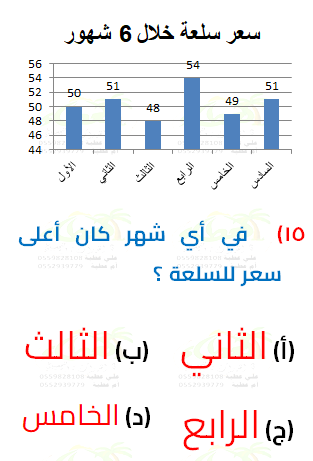 سعر سلعة خلال 6 شهور
56
54
52
50
48
46
44
50
51
48
54
49
51
الأول
الثاني
الثالث
الرابع
الخامس
السادس
١٥) في أي شهر كان أعلى
سعر للسلعة ؟
(أ) الثاني (ب) الثالث
(ج) الرابع (د) الخامس